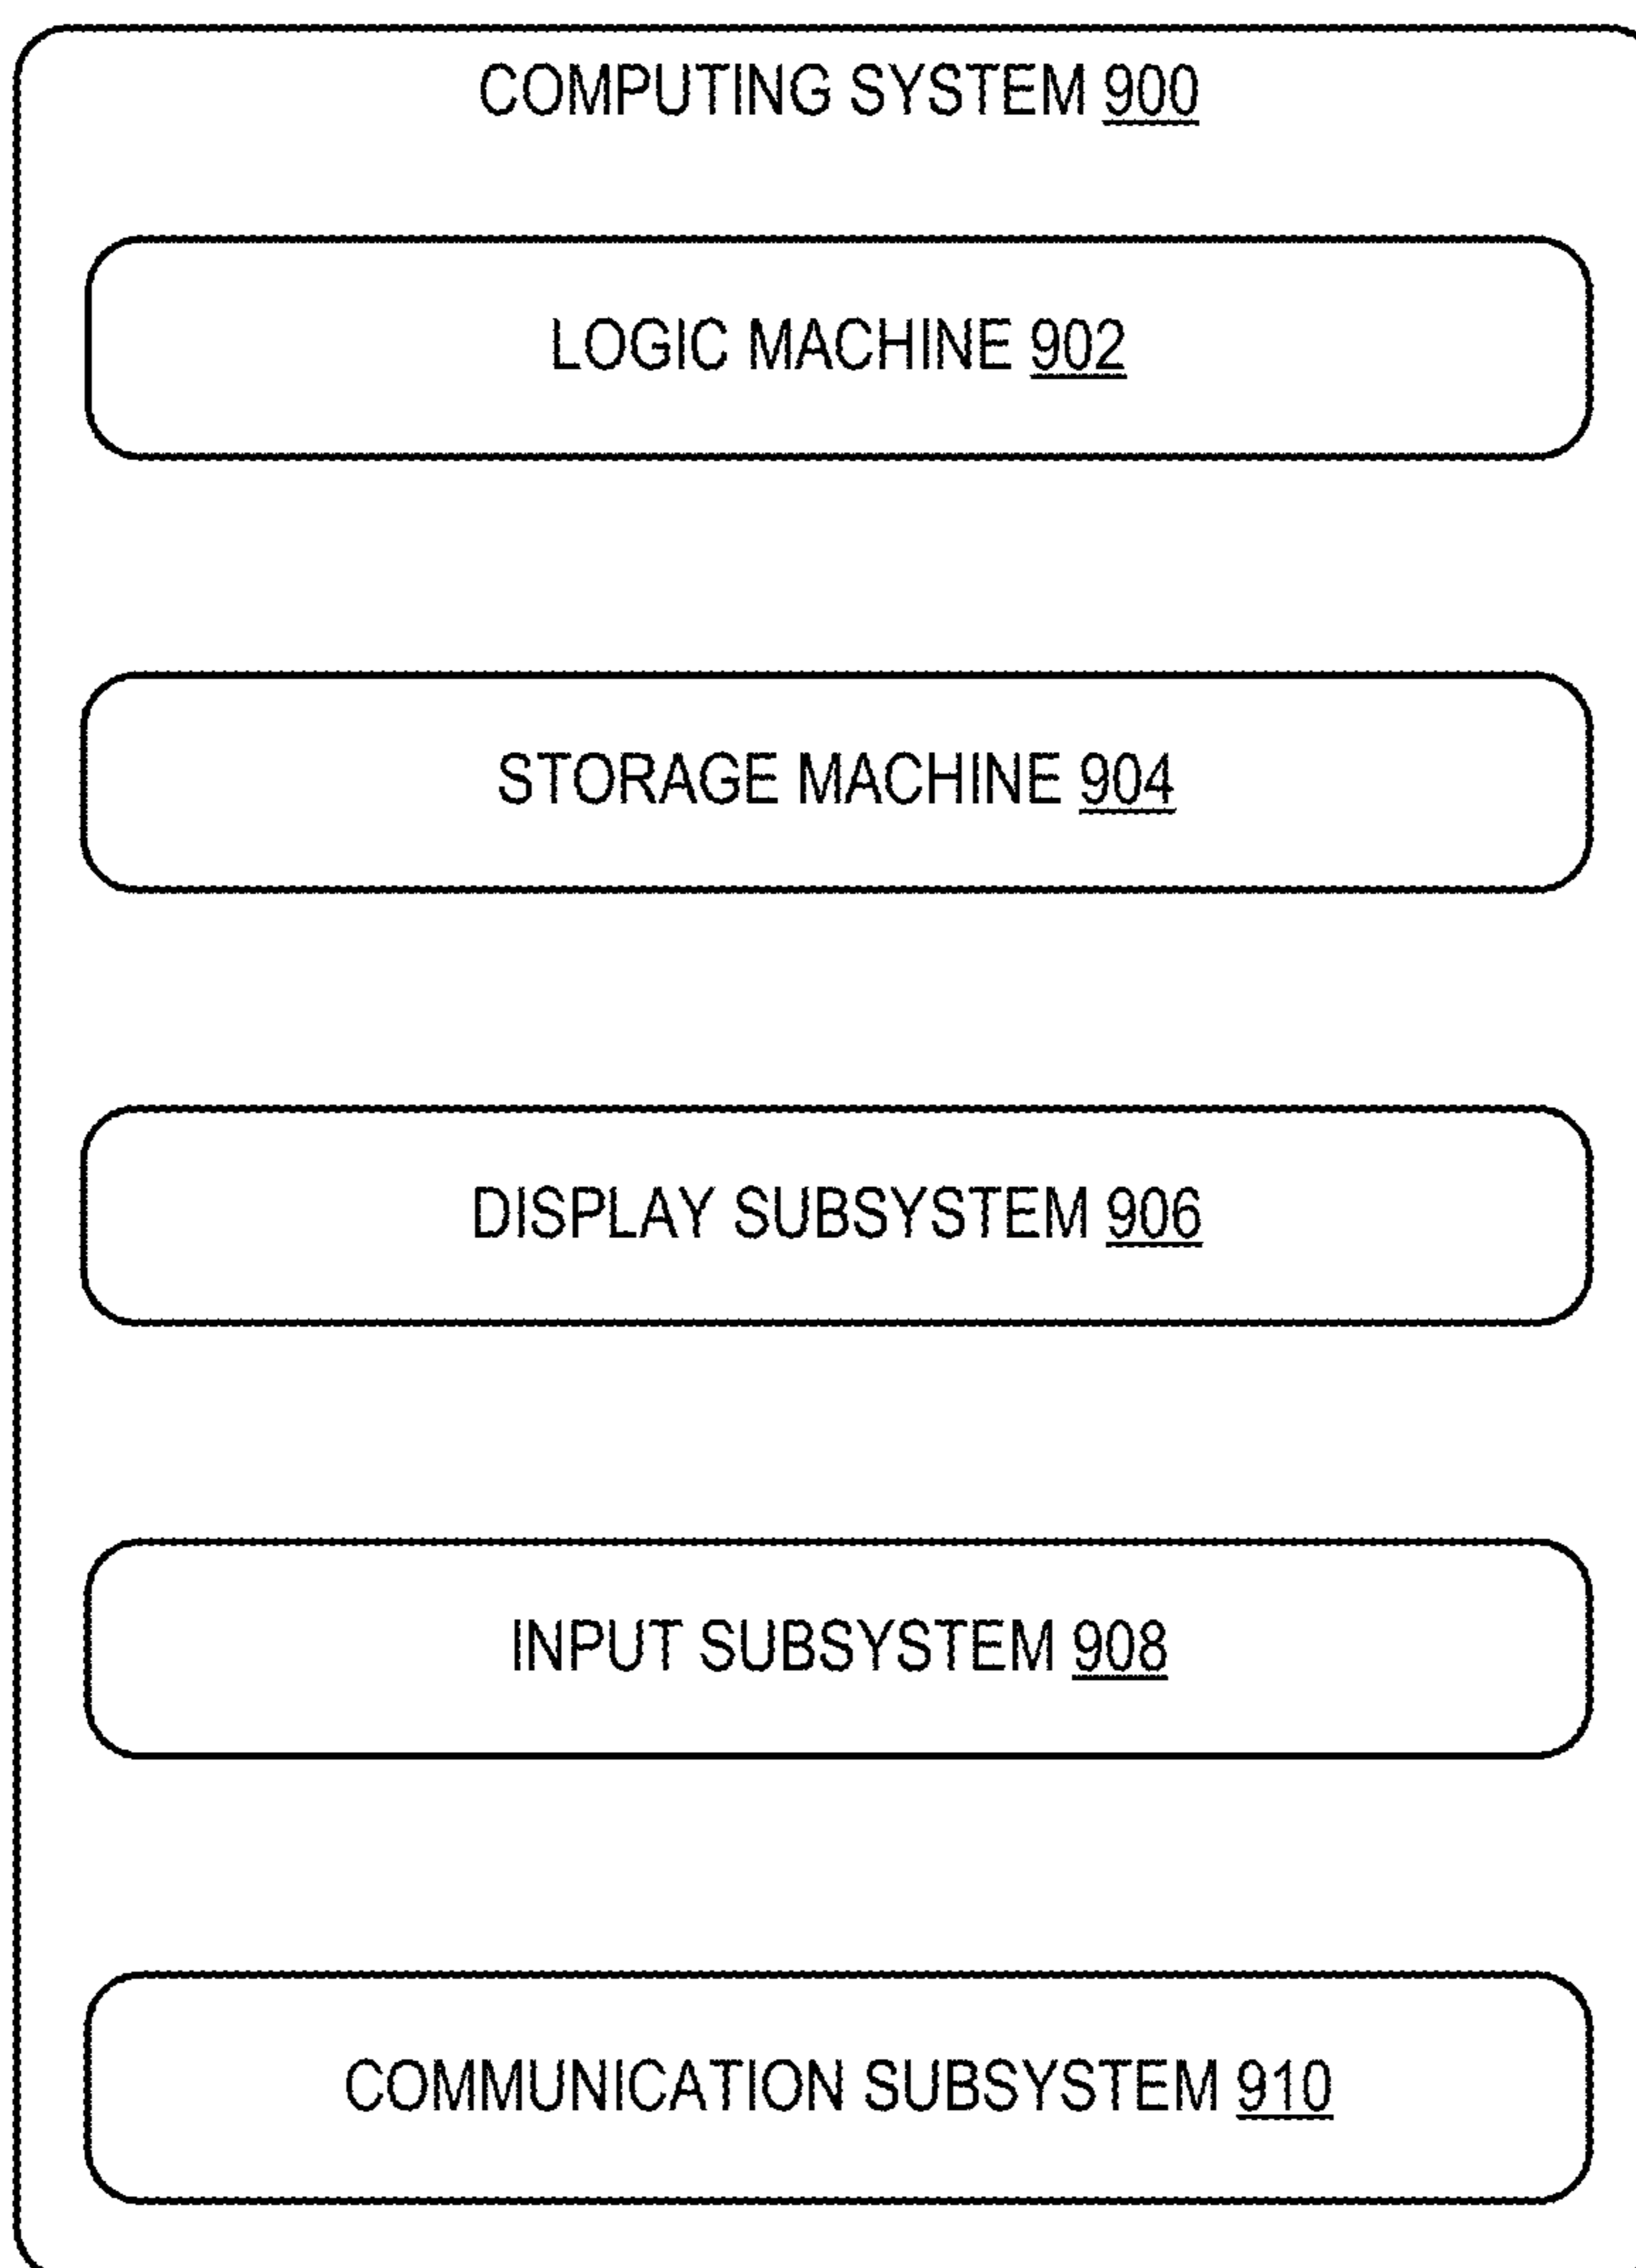 COMPUTING SYSTEM 900
LOGIC MACHINE 902
STORAGE MACHINE 904
DISPLAY SUBSYSTEM 906
INPUT SUBSYSTEM 908
COMMUNICATION SUBSYSTEM 910